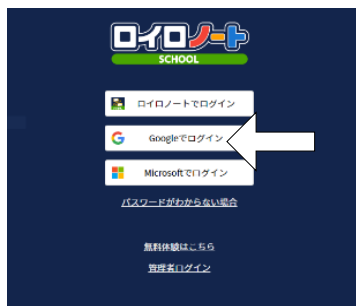 ロイロノート
SCHOOL
ロイロノートでログイン
Googleでログイン
Microsoftでログイン
パスワードがわからない場合
無料体験はこちら
管理者ログイン